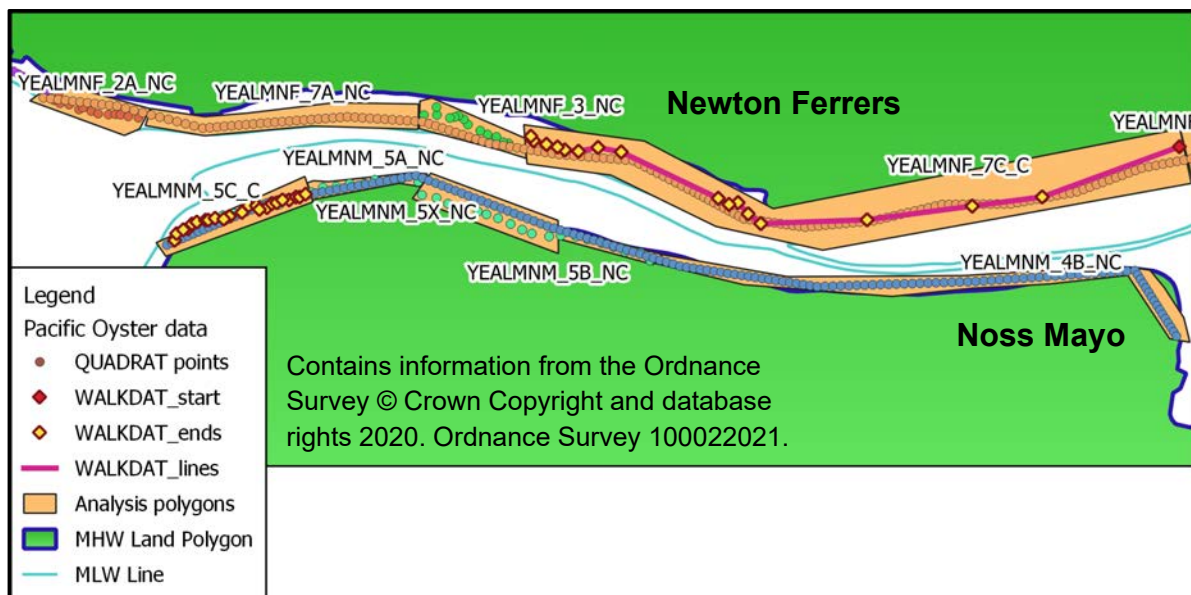 YEALMNF_2A_NC
YEALMNF_7A_NC
YEALMNF_3_NC
Newton Ferrers
YEALMNF
YEALMNM_5A_NC
YEALMNF_7C_C
YEALMNM_5C_C
YEALMNM_5X_NC
YEALMNM_5B_NC
YEALMNM_4B_NC
Noss Mayo
Legend
Pacific Oyster data
QUADRAT points
WALKDAT_start
WALKDAT_ends
WALKDAT_lines
Analysis polygons
MHW Land Polygon
MLW Line
Contains information from the Ordnance
Survey © Crown Copyright and database
rights 2020. Ordnance Survey 100022021.